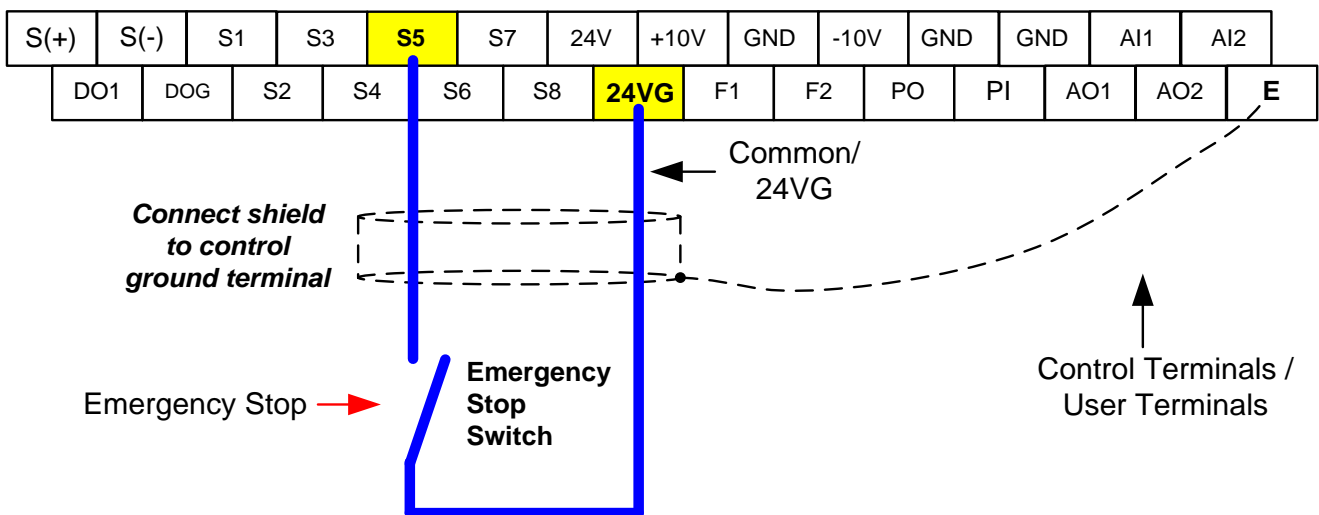 S(+) S(-) S1 S3 S5 S7 24V +10V GND -10V GND GND AI1 AI2
DO1 DOG S2 S4 S6 S8 24VG F1 F2 PO PI AO1 AO2 E
Common/
24VG
Connect shield
to control
ground terminal
Emergency Stop
Emergency
Stop
Switch
Control Terminals /
User Terminals